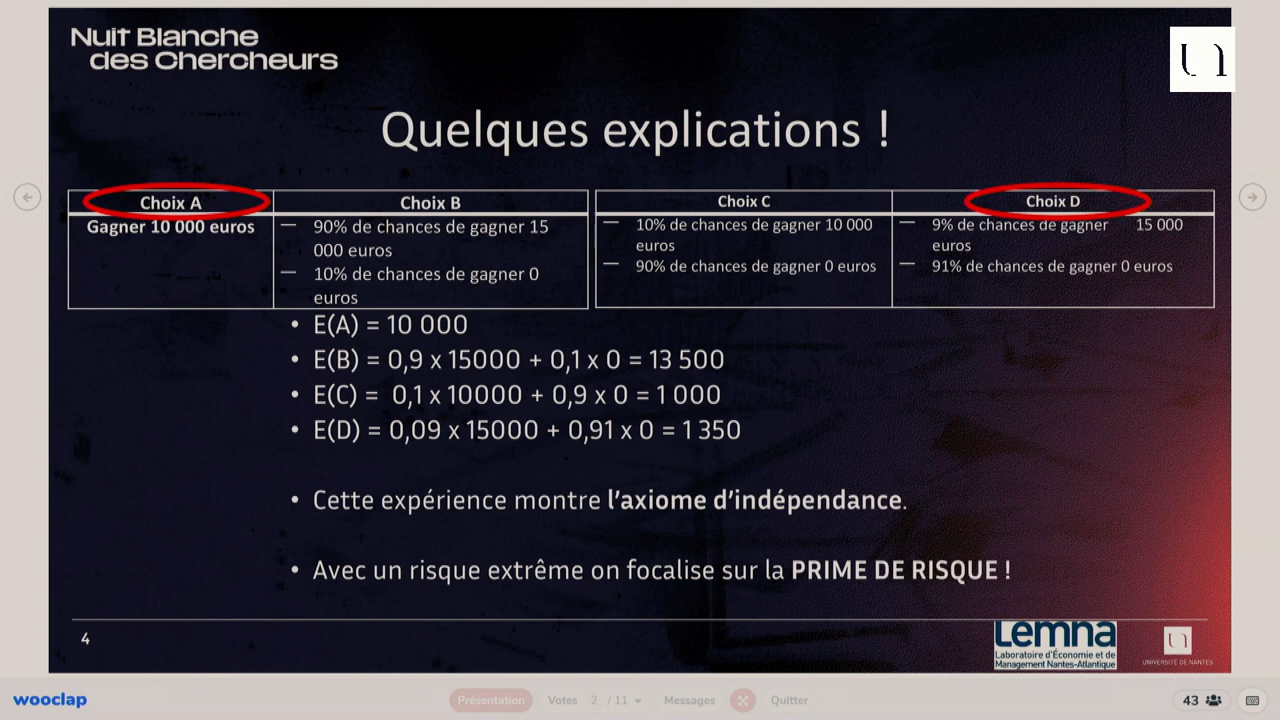 Nuit Blanche
des Chercheurs
Quelques explications !
Choix A
Gagner 10 000 euros
Choix B
— 90% de chances de gagner 15
000 euros
— 10% de chances de gagner 0
euros
Choix C
— 10% de chances de gagner 10 000
euros
— 90% de chances de gagner 0 euros
Choix D
— 9% de chances de gagner 15 000
euros
— 91% de chances de gagner 0 euros
• E(A) = 10 000
• E(B) = 0,9 x 15000 + 0,1 x 0 = 13 500
• E(C) = 0,1 x 10000 + 0,9 x 0 = 1 000
• E(D) = 0,09 x 15000 + 0,91 x 0 = 1 350
• Cette expérience montre l'axiome d'indépendance.
• Avec un risque extrême on focalise sur la PRIME DE RISQUE !
4
Lemna
Laboratoire d'Économie et de
Management Nantes-Atlantique
UNIVERSITÉ DE NANTES
wooclap
Présentation
Votes 2 / 11
Messages
Quitter
43